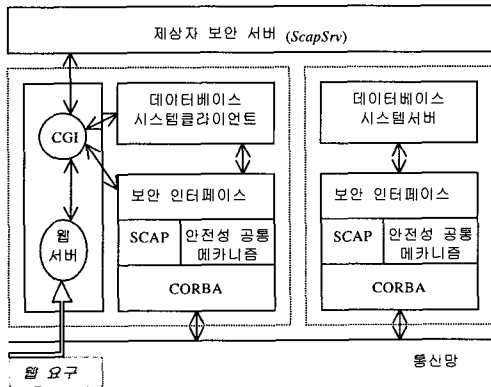 제상자 보안 서버 (ScapSrv)
CGI
데이터베이스
시스템클라이언트
데이터베이스
시스템서버
보안 인터페이스
보안 인터페이스
웹
서버
SCAP
안전성 공통
메카니즘
SCAP
안전성 공통
메카니즘
CORBA
CORBA
웹 요구
통신망